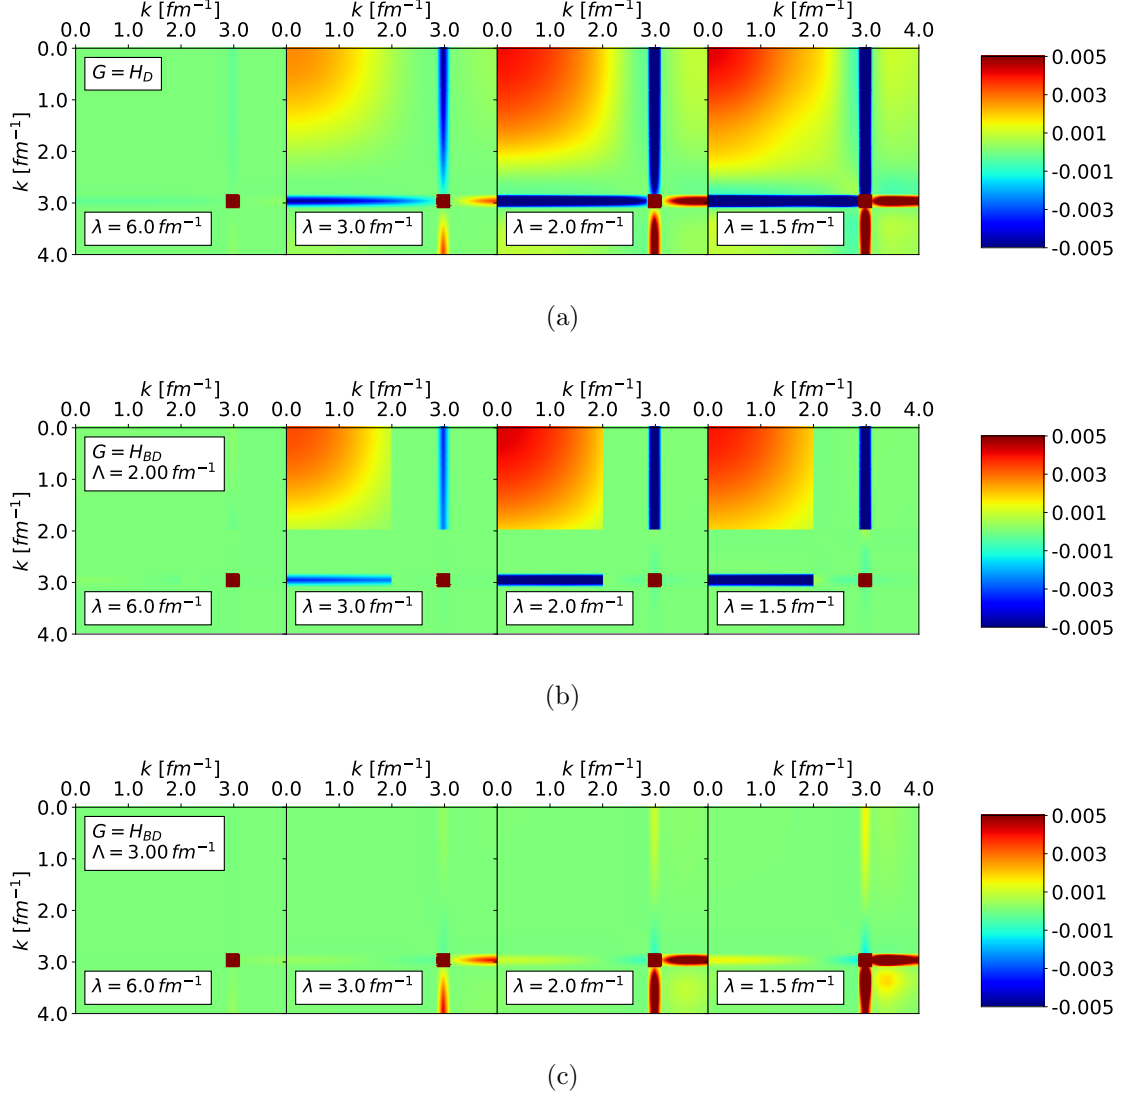 k [fm⁻¹] k [fm⁻¹] k [fm⁻¹] k [fm⁻¹]
0.0 1.0 2.0 3.0 0.0 1.0 2.0 3.0 0.0 1.0 2.0 3.0 0.0 1.0 2.0 3.0 4.0
0.0
1.0
2.0
3.0
4.0
k [fm⁻¹]
G = H_D
λ = 6.0 fm⁻¹
λ = 3.0 fm⁻¹
λ = 2.0 fm⁻¹
λ = 1.5 fm⁻¹
0.005
0.003
0.001
-0.001
-0.003
-0.005
(a)
k [fm⁻¹] k [fm⁻¹] k [fm⁻¹] k [fm⁻¹]
0.0 1.0 2.0 3.0 0.0 1.0 2.0 3.0 0.0 1.0 2.0 3.0 0.0 1.0 2.0 3.0 4.0
0.0
1.0
2.0
3.0
4.0
k [fm⁻¹]
G = H_BD
Λ = 2.00 fm⁻¹
λ = 6.0 fm⁻¹
λ = 3.0 fm⁻¹
λ = 2.0 fm⁻¹
λ = 1.5 fm⁻¹
0.005
0.003
0.001
-0.001
-0.003
-0.005
(b)
k [fm⁻¹] k [fm⁻¹] k [fm⁻¹] k [fm⁻¹]
0.0 1.0 2.0 3.0 0.0 1.0 2.0 3.0 0.0 1.0 2.0 3.0 0.0 1.0 2.0 3.0 4.0
0.0
1.0
2.0
3.0
4.0
k [fm⁻¹]
G = H_BD
Λ = 3.00 fm⁻¹
λ = 6.0 fm⁻¹
λ = 3.0 fm⁻¹
λ = 2.0 fm⁻¹
λ = 1.5 fm⁻¹
0.005
0.003
0.001
-0.001
-0.003
-0.005
(c)